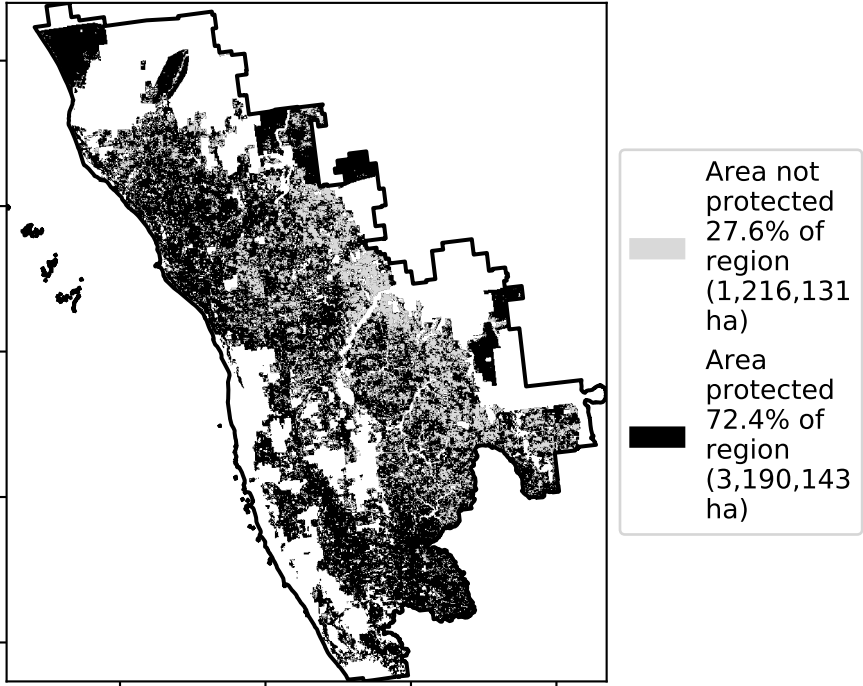 Area not
protected
27.6% of
region
(1,216,131
ha)
Area
protected
72.4% of
region
(3,190,143
ha)